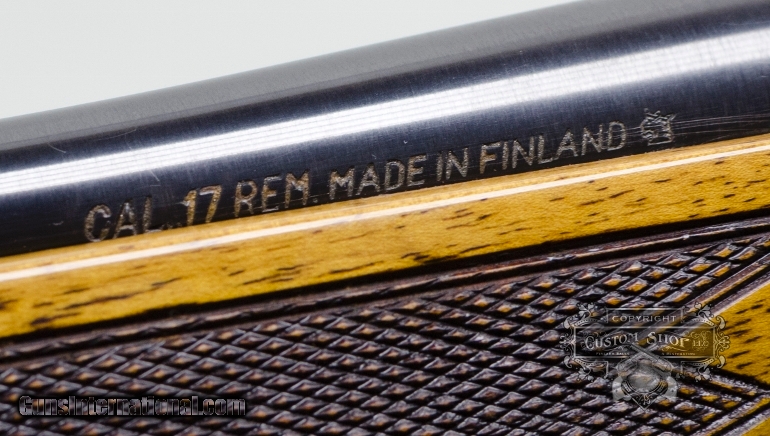 CAL .17 REM. MADE IN FINLAND
COPYRIGHT
CUSTOM SHOP
GunsInternational.com